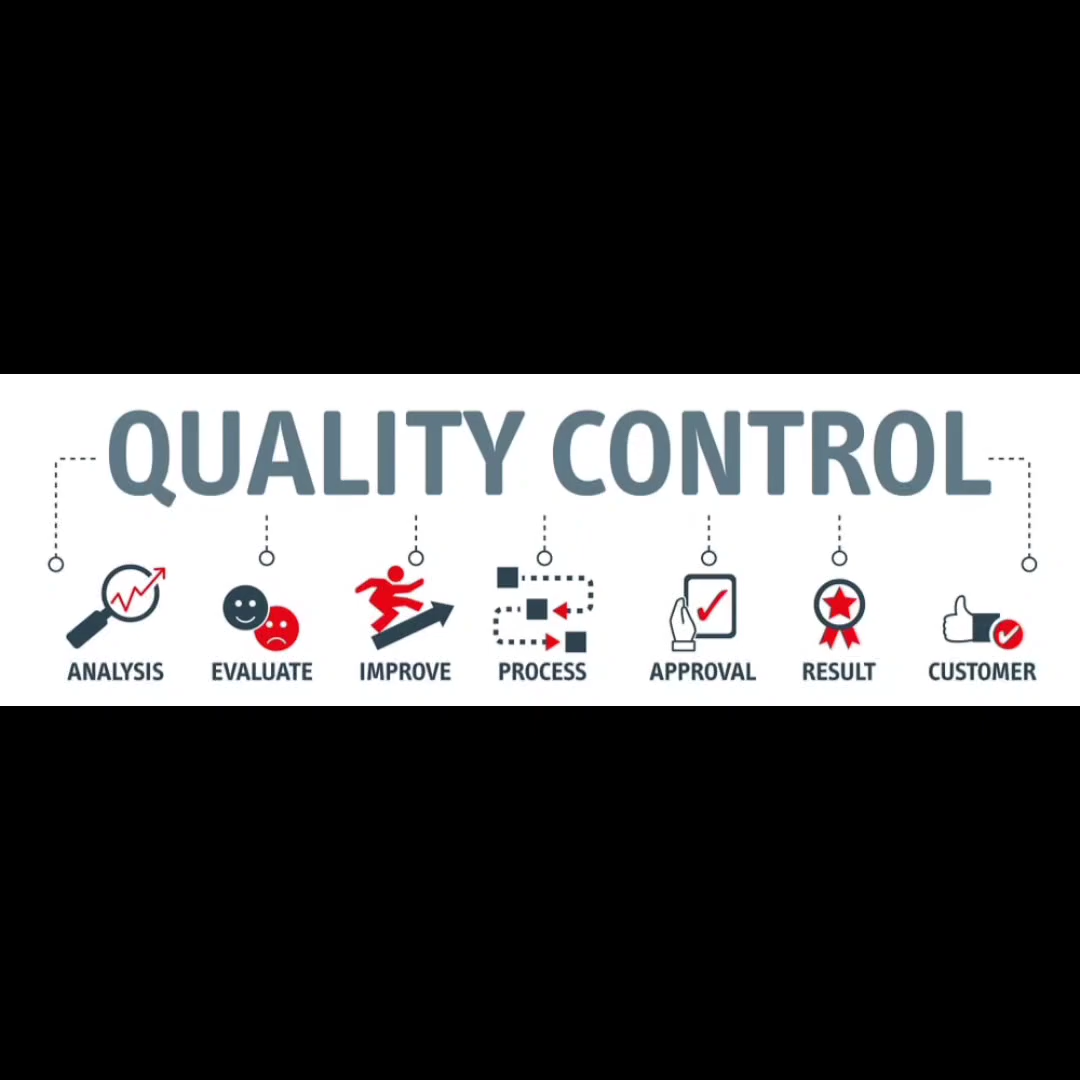 QUALITY CONTROL
ANALYSIS EVALUATE IMPROVE PROCESS APPROVAL RESULT CUSTOMER